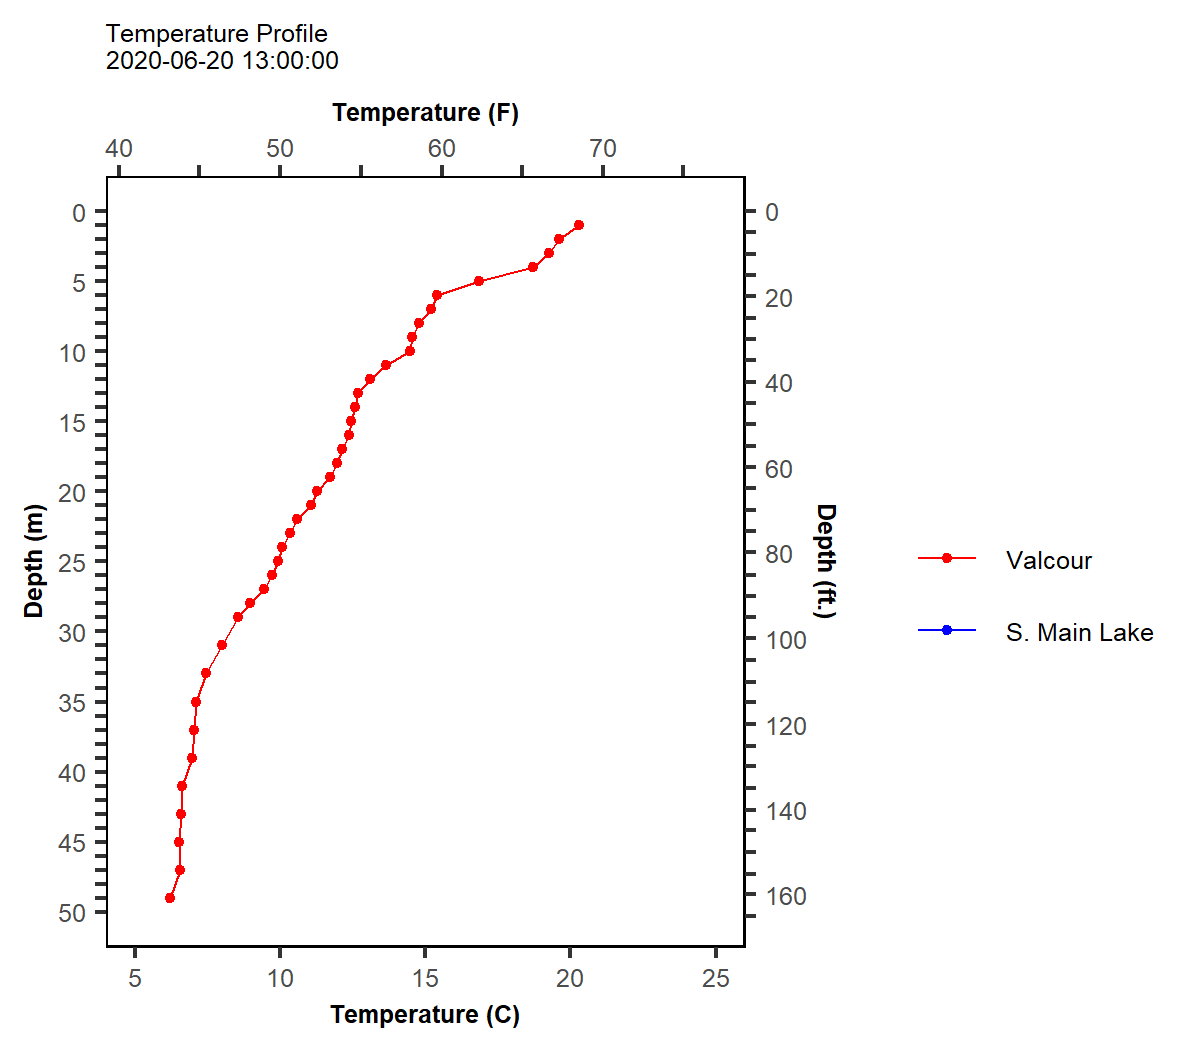 Temperature Profile
2020-06-20 13:00:00
Temperature (F)
40 50 60 70
0
5
10
15
20
25
30
35
40
45
50
Depth (m)
0
20
40
60
80
100
120
140
160
Depth (ft.)
Valcour
S. Main Lake
5 10 15 20 25
Temperature (C)